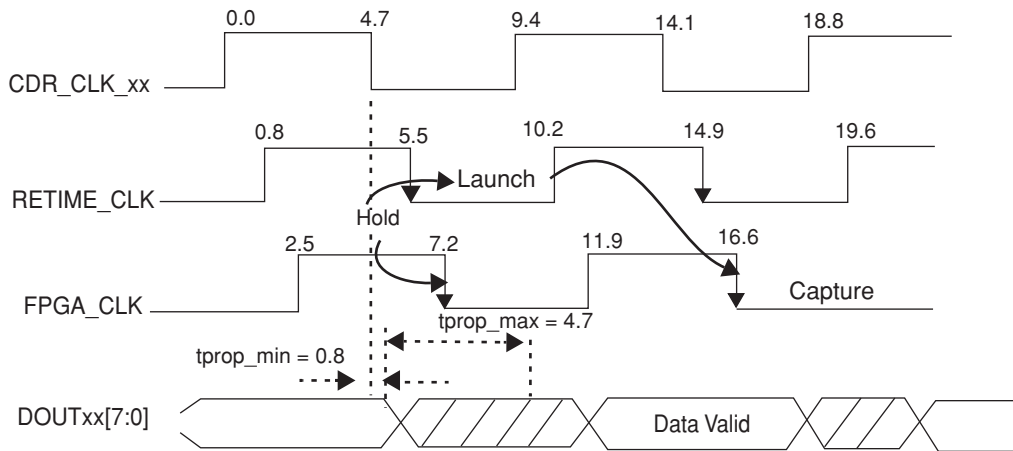 0.0 4.7 9.4 14.1 18.8
CDR_CLK_xx
0.8 5.5 10.2 14.9 19.6
RETIME_CLK
Launch
Hold
2.5 7.2 11.9 16.6
FPGA_CLK
Capture
tprop_max = 4.7
tprop_min = 0.8
DOUTxx[7:0]
Data Valid